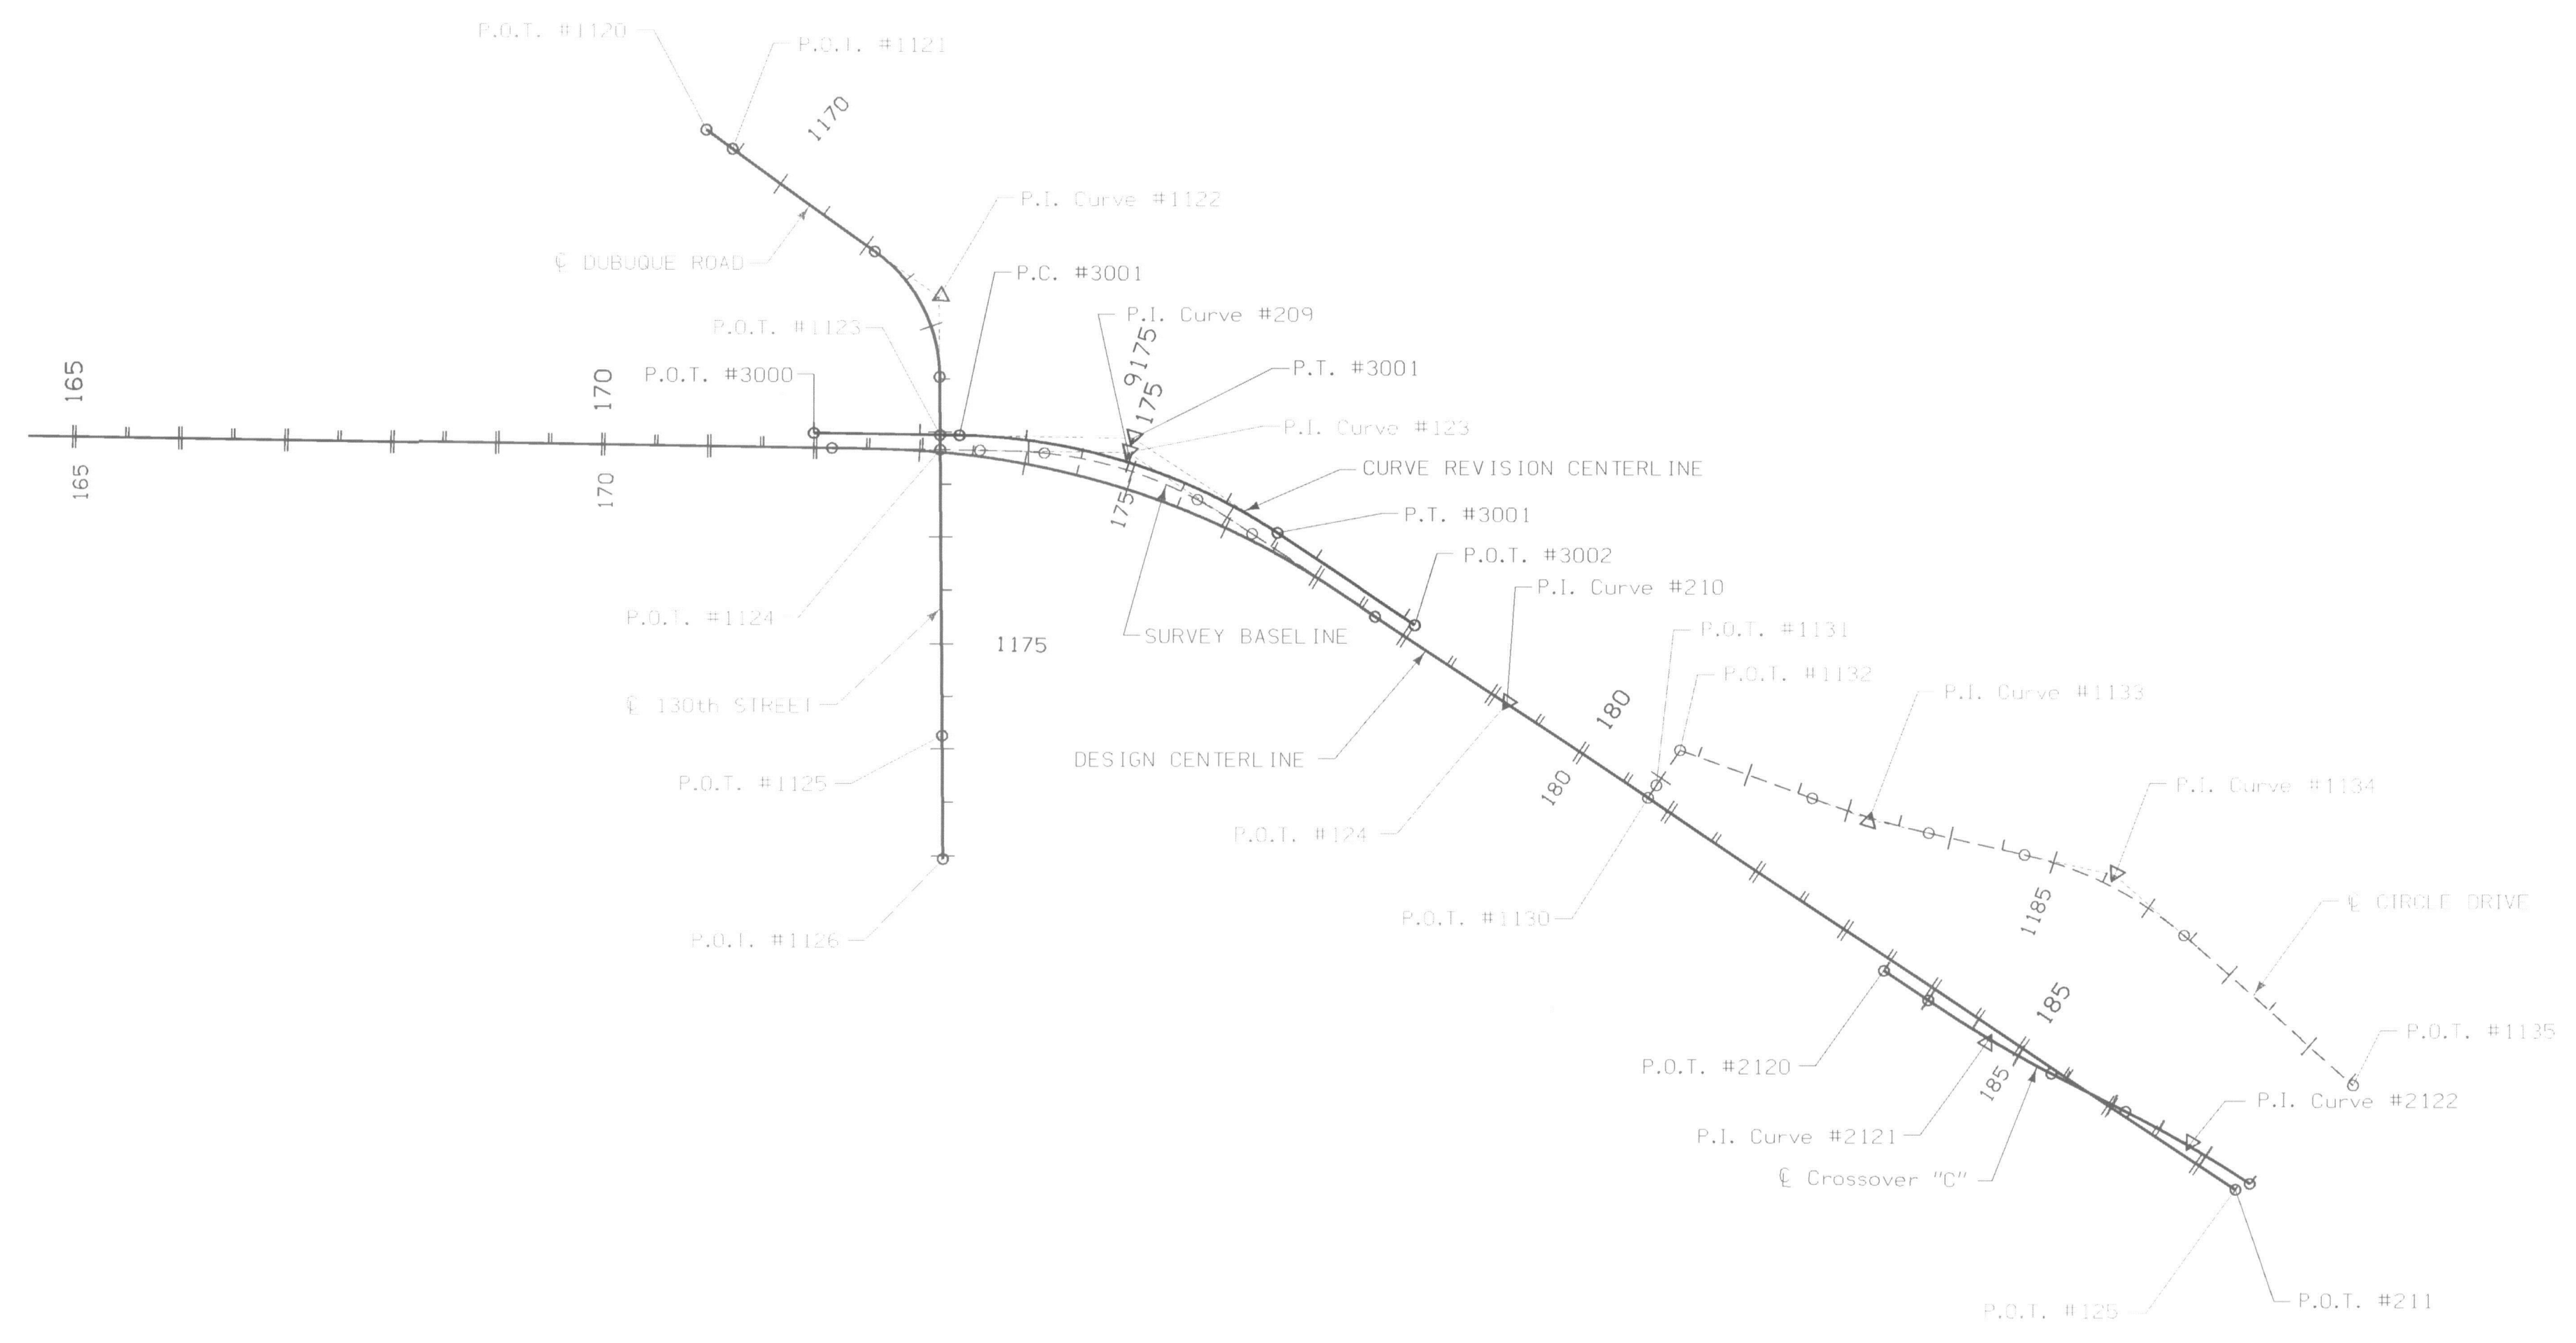 P.O.T. #1120
P.O.T. #1121
1170
P.I. Curve #1122
℄ DUBUQUE ROAD
P.C. #3001
P.I. Curve #209
P.O.T. #1123
9175
P.O.T. #3000
P.T. #3001
165
170
175
P.I. Curve #123
CURVE REVISION CENTERLINE
165
170
175
P.T. #3001
P.O.T. #3002
P.I. Curve #210
P.O.T. #1124
SURVEY BASELINE
1175
P.O.T. #1131
P.O.T. #1132
P.I. Curve #1133
℄ 130th STREET
180
DESIGN CENTERLINE
P.O.T. #1125
180
P.I. Curve #1134
P.O.T. #124
1185
℄ CIRCLE DRIVE
P.O.T. #1130
P.O.T. #1126
185
P.O.T. #1135
P.O.T. #2120
185
P.I. Curve #2122
P.I. Curve #2121
℄ Crossover "C"
P.O.T. #211
P.O.T. #125